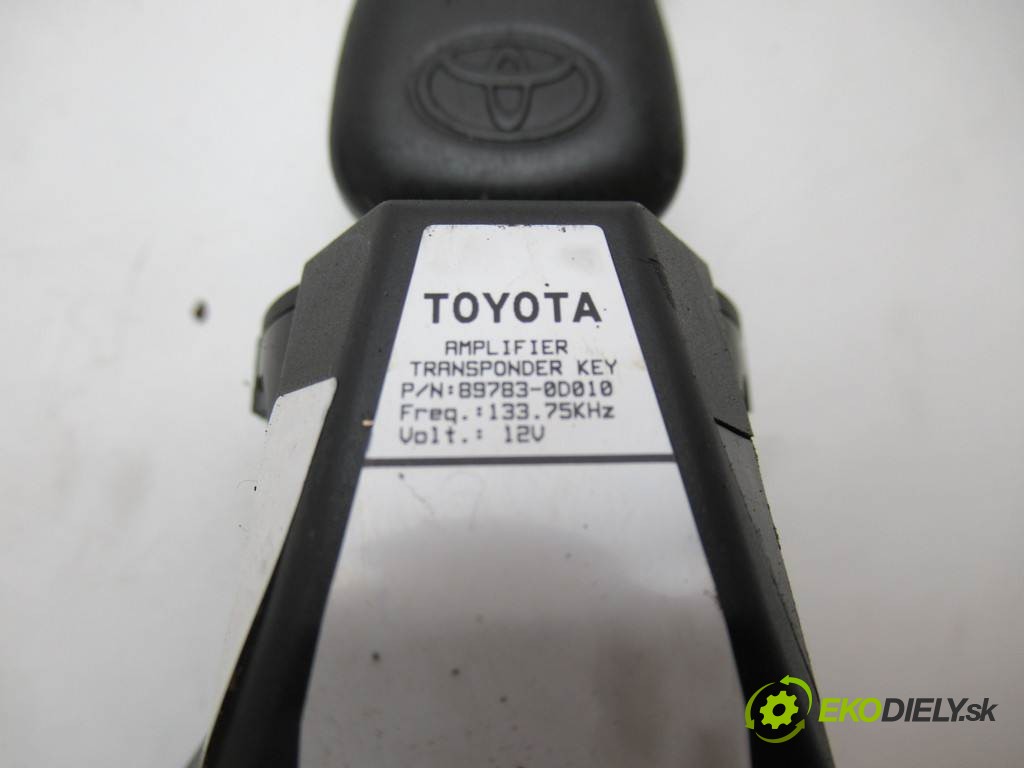 TOYOTA
AMPLIFIER
TRANSPONDER KEY
P/N:89783-0D010
Freq.:133.75KHz
Volt.: 12V
EKODIELY.sk